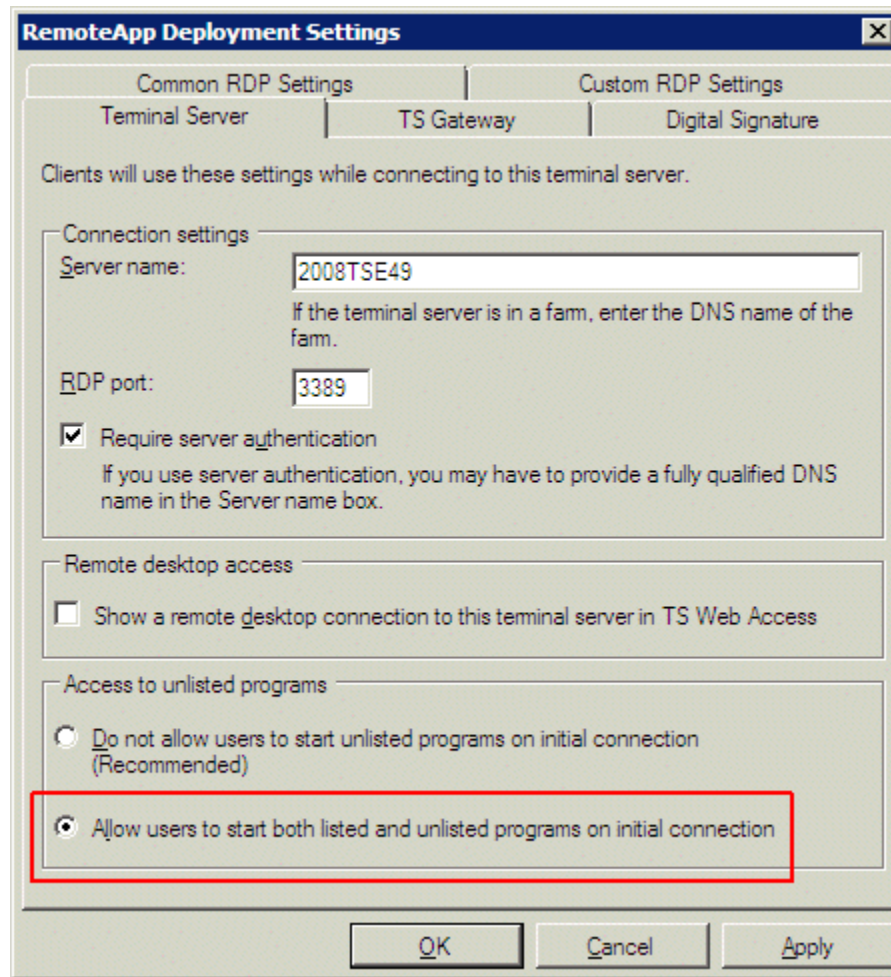 RemoteApp Deployment Settings
Common RDP Settings
Custom RDP Settings
Terminal Server
TS Gateway
Digital Signature
Clients will use these settings while connecting to this terminal server.
Connection settings
Server name:
2008TSE49
If the terminal server is in a farm, enter the DNS name of the
farm.
RDP port:
3389
Require server authentication
If you use server authentication, you may have to provide a fully qualified DNS
name in the Server name box.
Remote desktop access
Show a remote desktop connection to this terminal server in TS Web Access
Access to unlisted programs
Do not allow users to start unlisted programs on initial connection
(Recommended)
Allow users to start both listed and unlisted programs on initial connection
OK
Cancel
Apply